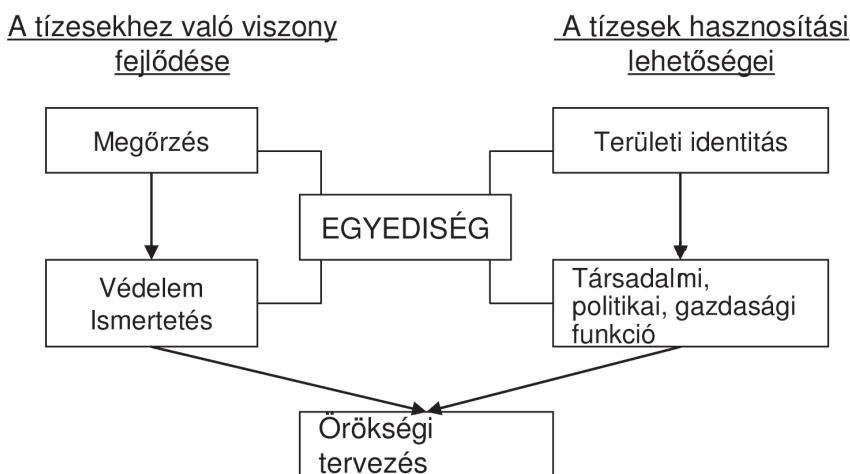 A tízesekhez való viszony
fejlődése
A tízesek hasznosítási
lehetőségei
Megőrzés
Területi identitás
EGYEDISÉG
Védelem
Ismertetés
Társadalmi,
politikai, gazdasági
funkció
Örökségi
tervezés